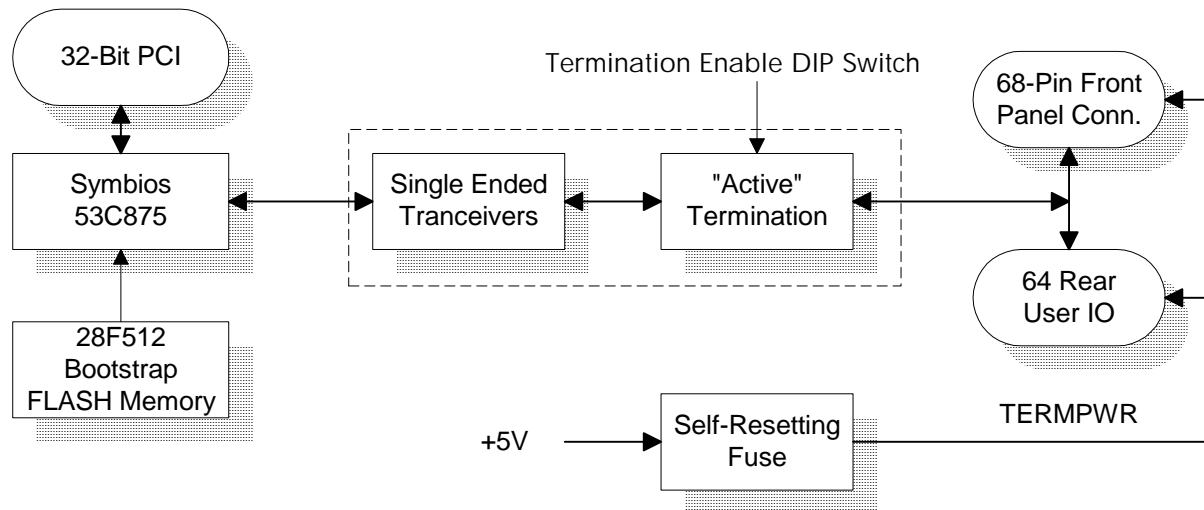 32-Bit PCI
Termination Enable DIP Switch
68-Pin Front
Panel Conn.
Symbios
53C875
Single Ended
Tranceivers
"Active"
Termination
64 Rear
User IO
28F512
Bootstrap
FLASH Memory
+5V
Self-Resetting
Fuse
TERMPWR